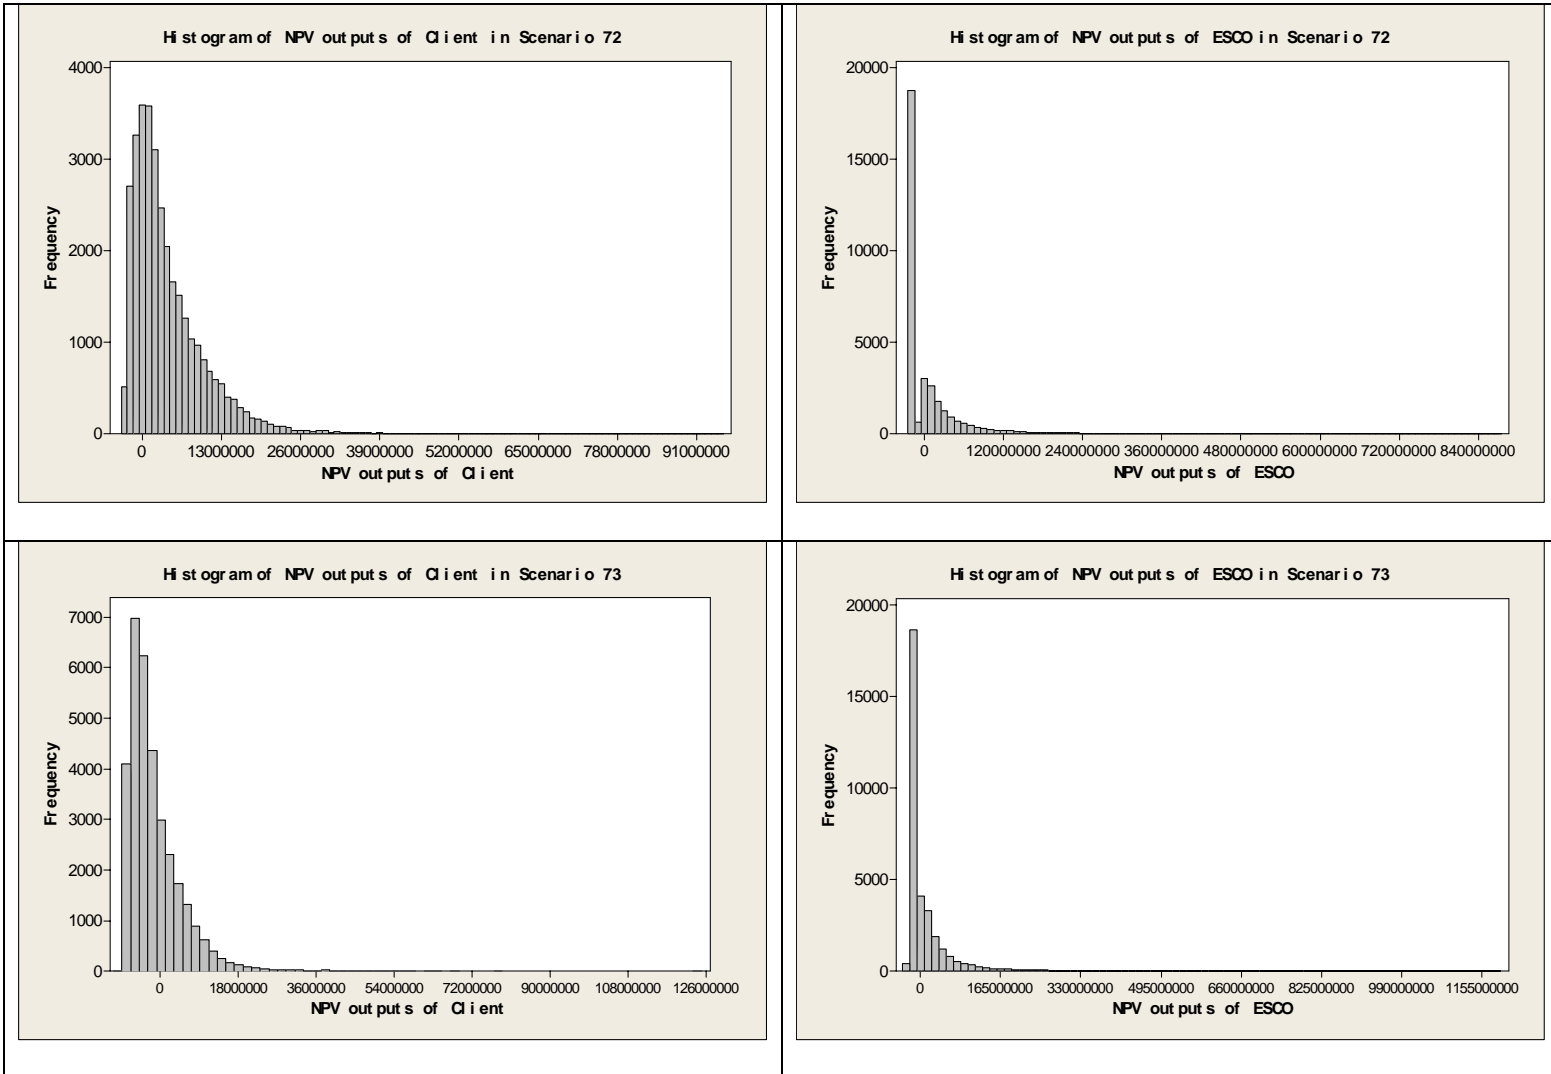 Histogram of NPV outputs of Client in Scenario 72
4000
3000
2000
1000
0
Frequency
0 13000000 26000000 39000000 52000000 65000000 78000000 91000000
NPV outputs of Client
Histogram of NPV outputs of ESCO in Scenario 72
20000
15000
10000
5000
0
Frequency
0 120000000 240000000 360000000 480000000 600000000 720000000 840000000
NPV outputs of ESCO
Histogram of NPV outputs of Client in Scenario 73
7000
6000
5000
4000
3000
2000
1000
0
Frequency
0 18000000 36000000 54000000 72000000 90000000 108000000 126000000
NPV outputs of Client
Histogram of NPV outputs of ESCO in Scenario 73
20000
15000
10000
5000
0
Frequency
0 165000000 330000000 495000000 660000000 825000000 990000000 1155000000
NPV outputs of ESCO